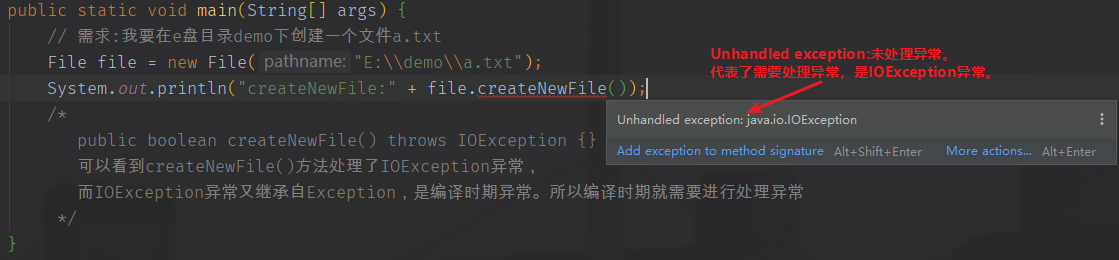 public static void main(String[] args) {
// 需求:我要在e盘目录demo下创建一个文件a.txt
File file = new File( pathname: "E:\\demo\\a.txt");
System.out.println("createNewFile:" + file.createNewFile());
/*
public boolean createNewFile() throws IOException {}
可以看到createNewFile()方法处理了IOException异常，
而IOException异常又继承自Exception，是编译时期异常。所以编译时期就需要进行处理异常
*/
}
Unhandled exception:未处理异常。
代表了需要处理异常，是IOException异常。
Unhandled exception: java.io.IOException
Add exception to method signature Alt+Shift+Enter More actions... Alt+Enter